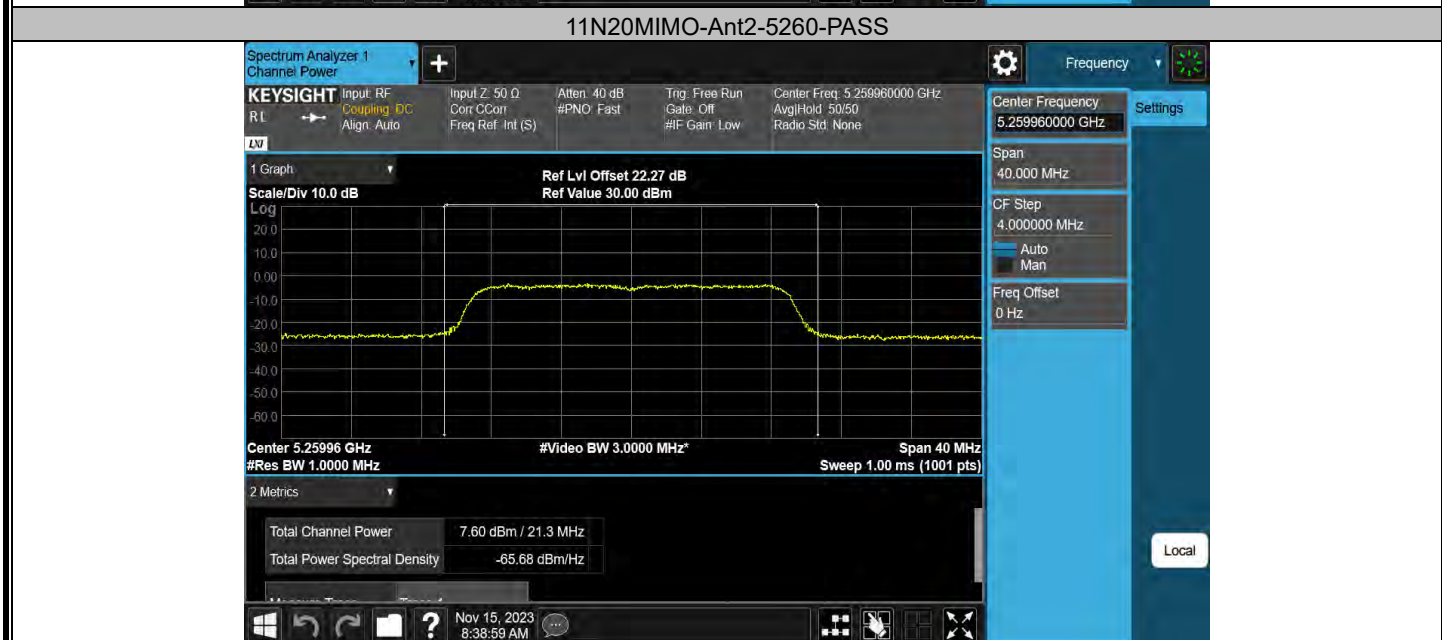 11N20MIMO-Ant2-5260-PASS
Spectrum Analyzer 1
Channel Power
Frequency
KEYSIGHT
Input: RF
Coupling: DC
Align: Auto
Input Z: 50 Ω
Corr CCorr
Freq Ref: Int (S)
Atten: 40 dB
#PNO: Fast
Trig: Free Run
Gate: Off
#IF Gain: Low
Center Freq: 5.259960000 GHz
Avg|Hold: 50/50
Radio Std: None
LXI
Center Frequency
5.259960000 GHz
Settings
Span
40.000 MHz
CF Step
4.000000 MHz
Auto
Man
Freq Offset
0 Hz
1 Graph
Ref Lvl Offset 22.27 dB
Scale/Div 10.0 dB
Ref Value 30.00 dBm
Log
20.0
10.0
0.00
-10.0
-20.0
-30.0
-40.0
-50.0
-60.0
Center 5.25996 GHz
#Video BW 3.0000 MHz*
Span 40 MHz
#Res BW 1.0000 MHz
Sweep 1.00 ms (1001 pts)
2 Metrics
Total Channel Power
7.60 dBm / 21.3 MHz
Total Power Spectral Density
-65.68 dBm/Hz
Local
Nov 15, 2023
8:38:59 AM